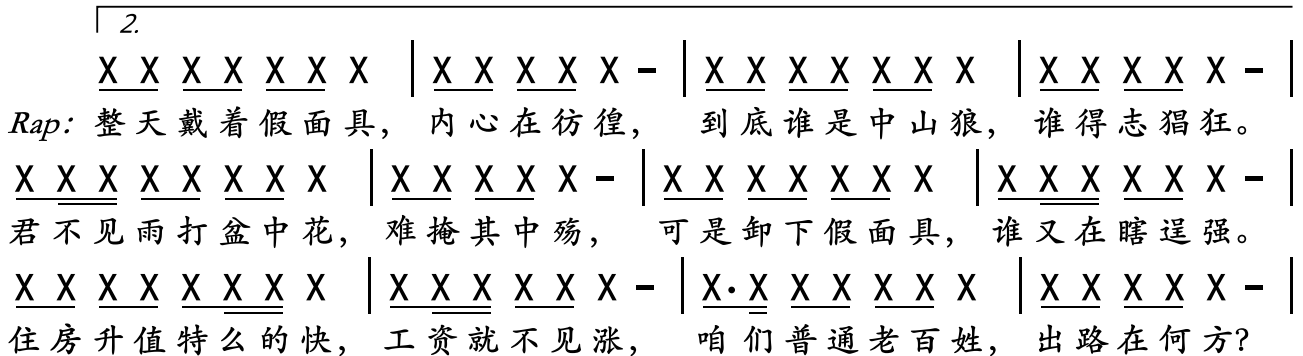 2.
X X X X X X X | X X X X X – | X X X X X X X | X X X X X – |
Rap: 整天戴着假面具, 内心在彷徨, 到底谁是中山狼, 谁得志猖狂。
X X X X X X X X | X X X X X – | X X X X X X X | X X X X X X – |
君不见雨打盆中花, 难掩其中殇, 可是卸下假面具, 谁又在瞎逞强。
X X X X X X X X | X X X X X X – | X· X X X X X X | X X X X X – |
住房升值特么的快, 工资就不见涨, 咱们普通老百姓, 出路在何方?